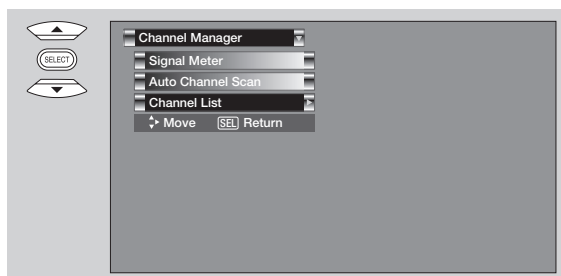 SELECT
Channel Manager
Signal Meter
Auto Channel Scan
Channel List
Move SEL Return